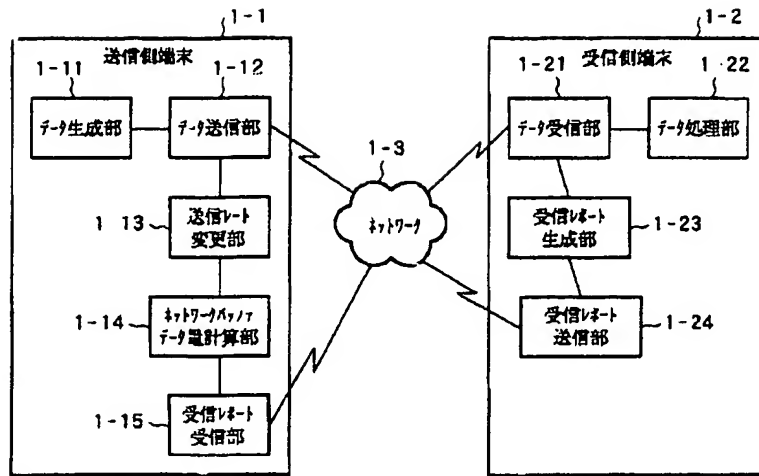 1-1
1-2
送信側端末
受信側端末
1-11
1-12
1-21
1-22
データ生成部
データ送信部
データ受信部
データ処理部
1-3
ネットワーク
1-13
送信レート
変更部
受信レポート
生成部
1-23
1-14
ネットワークバッファ
データ量計算部
受信レポート
送信部
1-24
1-15
受信レポート
受信部